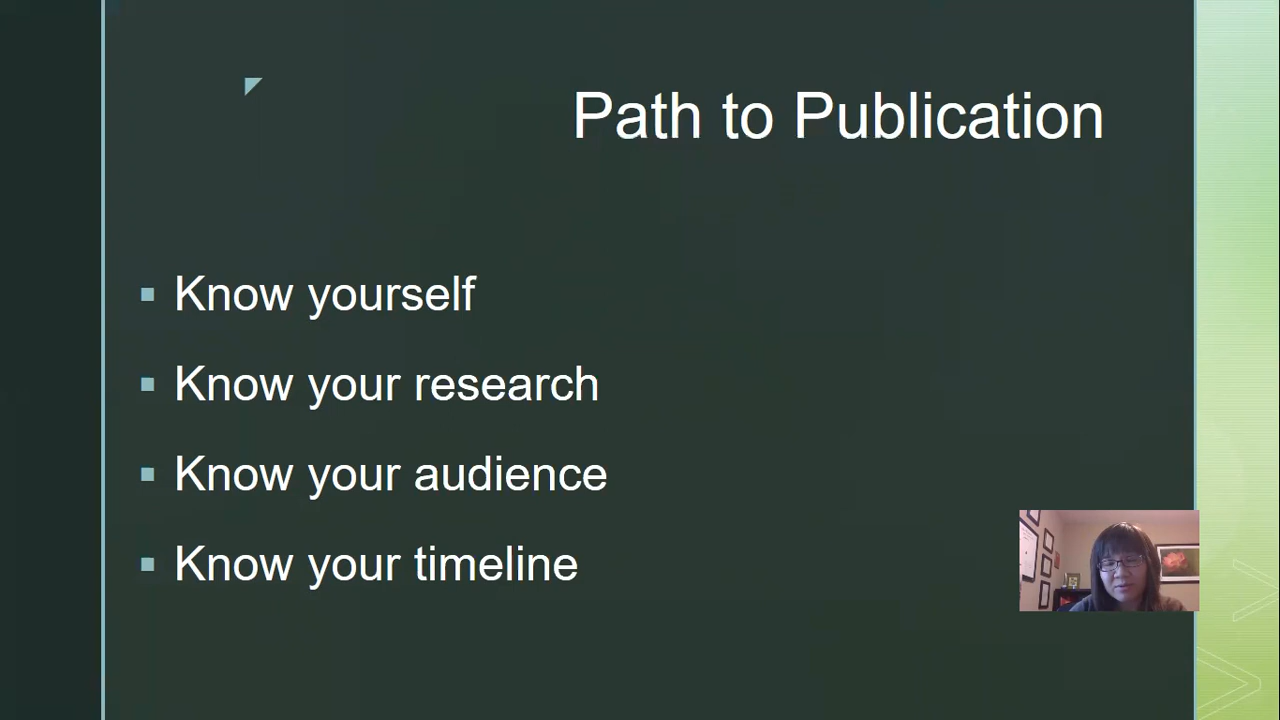 Path to Publication
Know yourself
Know your research
Know your audience
Know your timeline